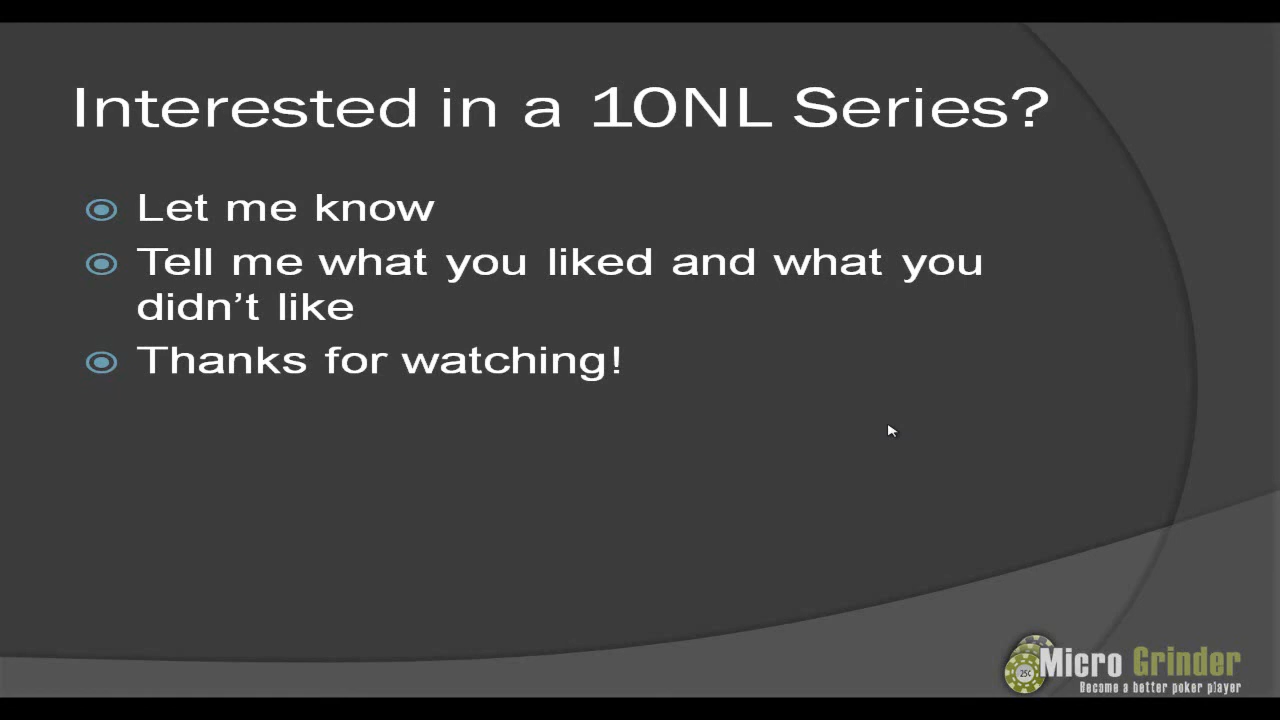 Interested in a 10NL Series?
Let me know
Tell me what you liked and what you
didn't like
Thanks for watching!
25¢
Micro Grinder
Become a better poker player